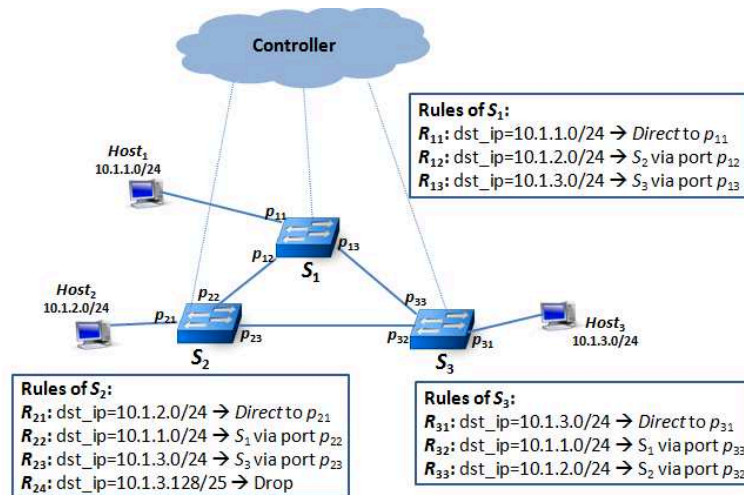 Controller
Rules of S₁:
R₁₁: dst_ip=10.1.1.0/24 → Direct to p₁₁
R₁₂: dst_ip=10.1.2.0/24 → S₂ via port p₁₂
R₁₃: dst_ip=10.1.3.0/24 → S₃ via port p₁₃
Host₁
10.1.1.0/24
p₁₁
p₁₂
p₁₃
S₁
Host₂
10.1.2.0/24
p₂₂
p₂₁
p₂₃
S₂
p₃₃
p₃₂
p₃₁
S₃
Host₃
10.1.3.0/24
Rules of S₂:
R₂₁: dst_ip=10.1.2.0/24 → Direct to p₂₁
R₂₂: dst_ip=10.1.1.0/24 → S₁ via port p₂₂
R₂₃: dst_ip=10.1.3.0/24 → S₃ via port p₂₃
R₂₄: dst_ip=10.1.3.128/25 → Drop
Rules of S₃:
R₃₁: dst_ip=10.1.3.0/24 → Direct to p₃₁
R₃₂: dst_ip=10.1.1.0/24 → S₁ via port p₃₃
R₃₃: dst_ip=10.1.2.0/24 → S₂ via port p₃₂